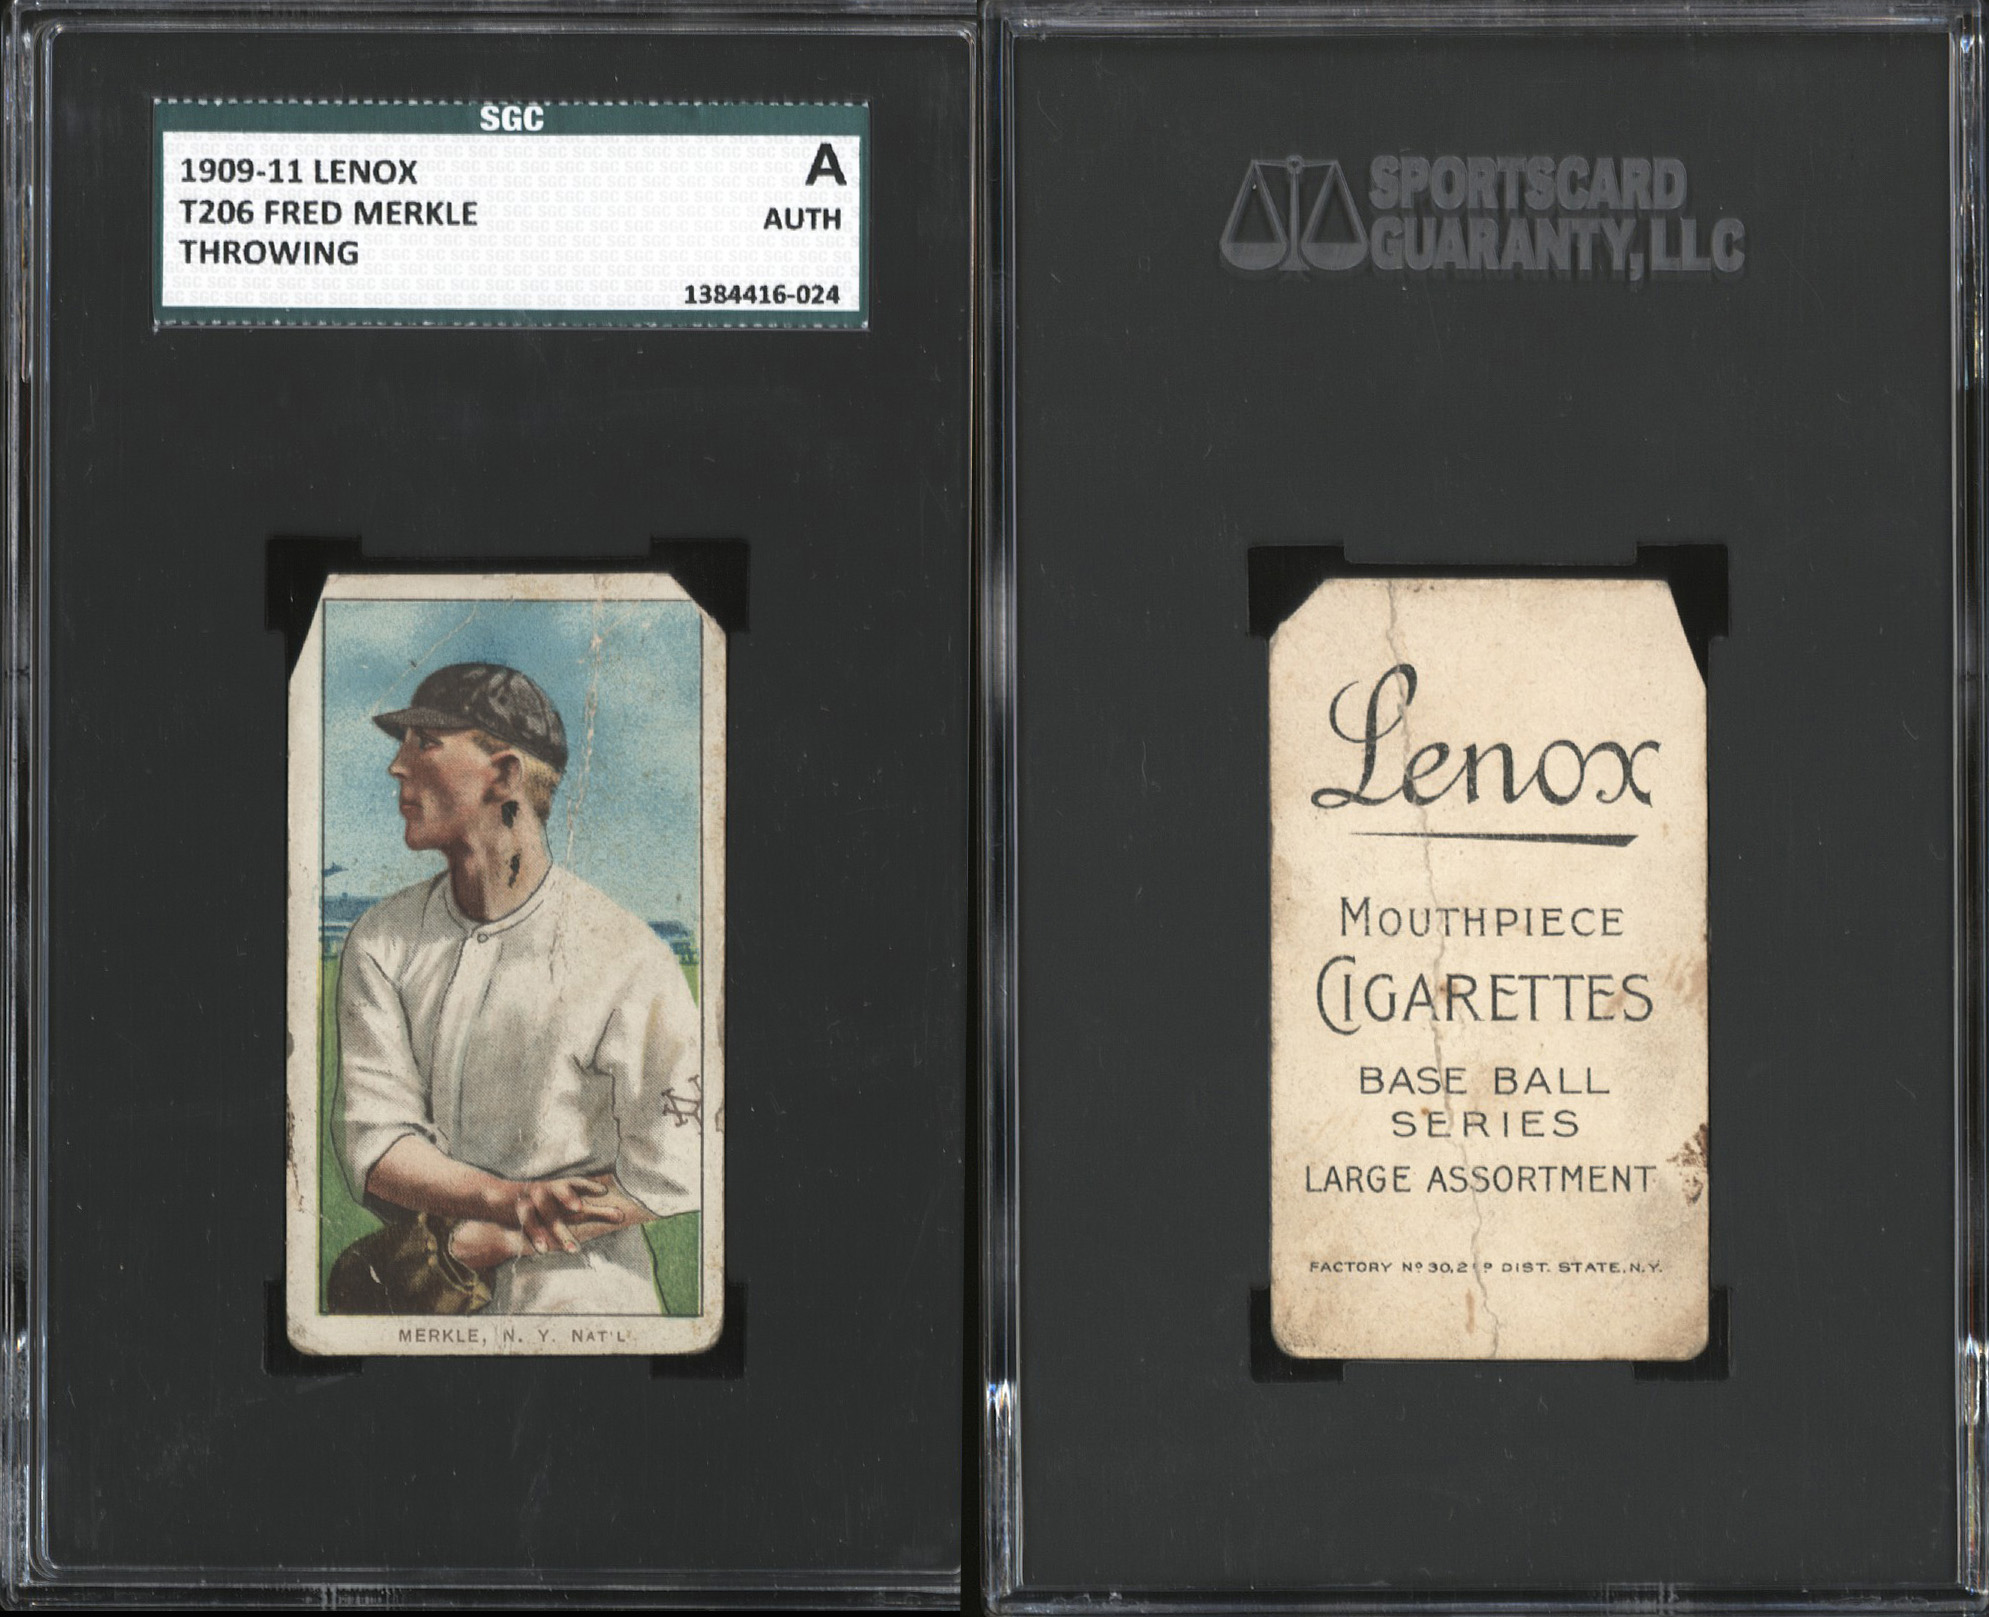 SGC
1909-11 LENOX
A
T206 FRED MERKLE
AUTH
THROWING
1384416-024
MERKLE, N. Y. NAT'L
SPORTSCARD
GUARANTY, LLC
Lenox
MOUTHPIECE
CIGARETTES
BASE BALL
SERIES
LARGE ASSORTMENT
FACTORY Nº 30, 2ND DIST. STATE, N.Y.